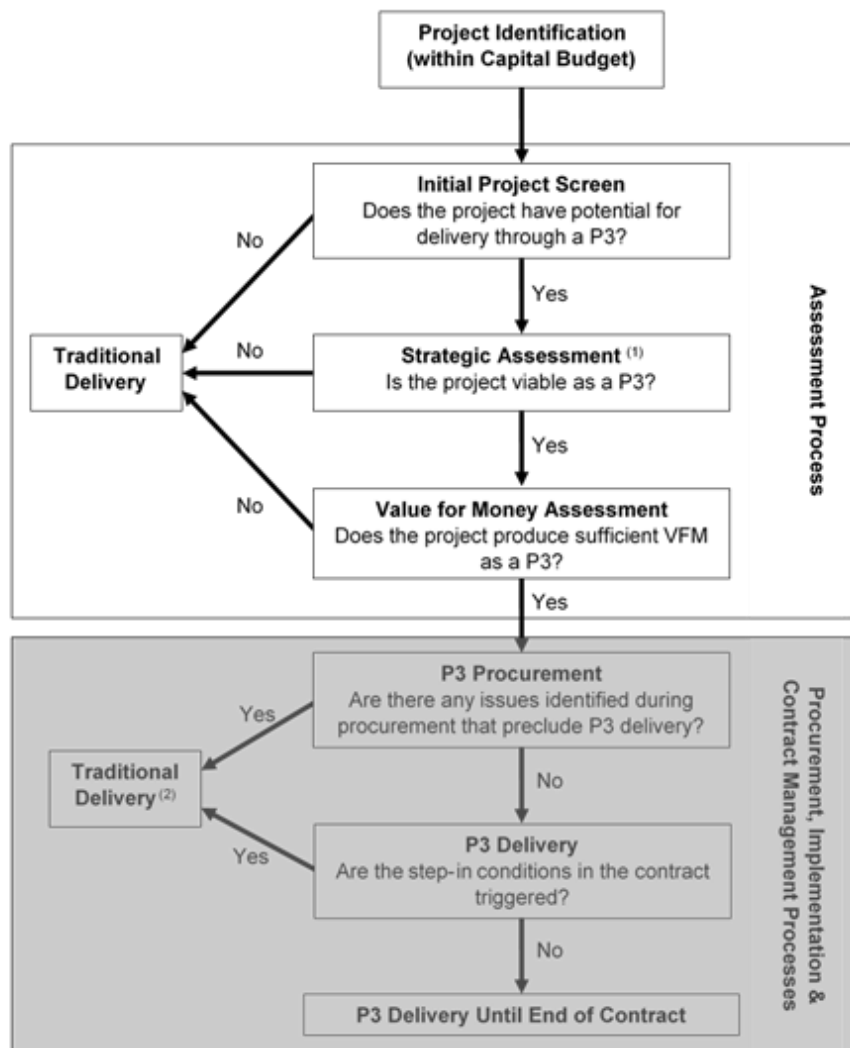 Project Identification
(within Capital Budget)
Initial Project Screen
Does the project have potential for
delivery through a P3?
No
Yes
Traditional
Delivery
No
Strategic Assessment (1)
Is the project viable as a P3?
Yes
No
Value for Money Assessment
Does the project produce sufficient VFM
as a P3?
Yes
Assessment Process
P3 Procurement
Are there any issues identified during
procurement that preclude P3 delivery?
Yes
No
Traditional
Delivery (2)
Yes
P3 Delivery
Are the step-in conditions in the contract
triggered?
No
P3 Delivery Until End of Contract
Procurement, Implementation &
Contract Management Processes